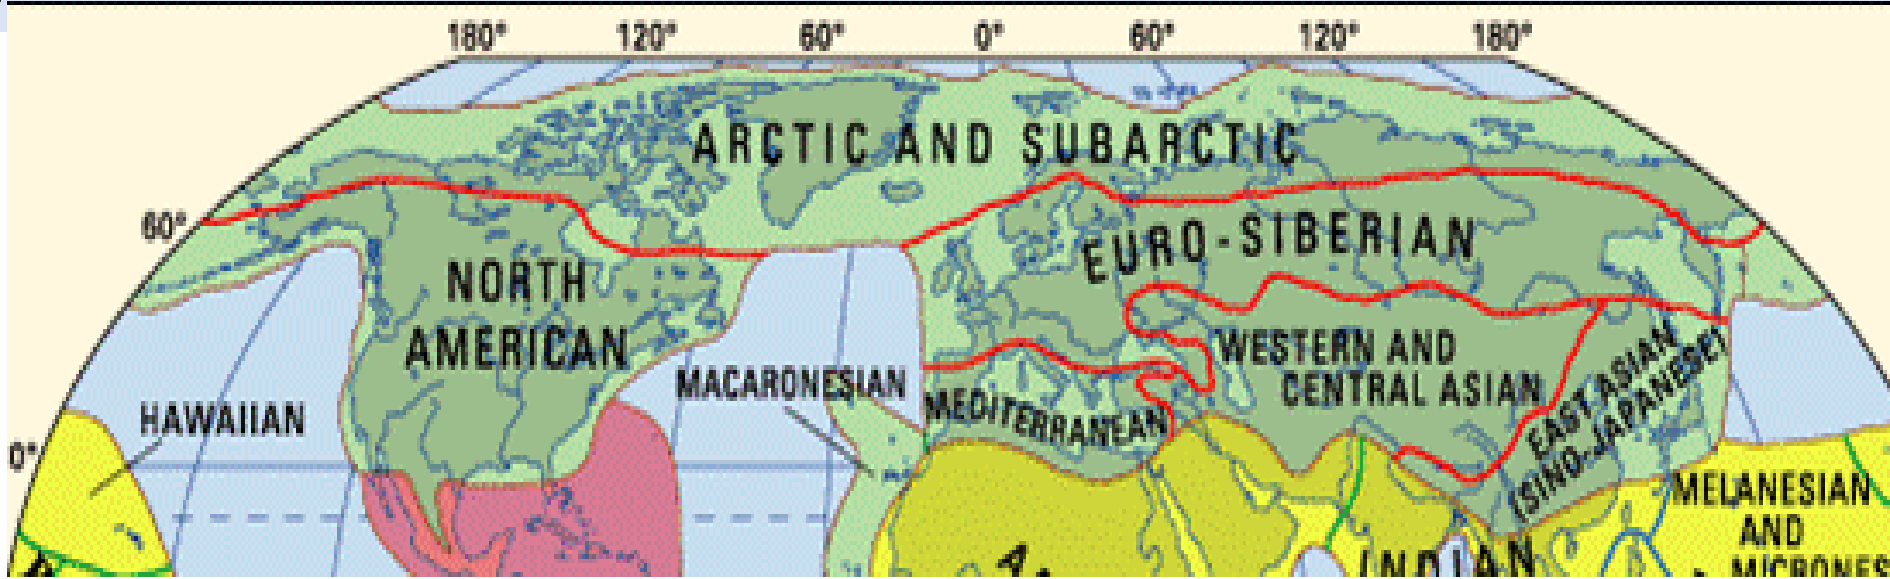 180° 120° 60° 0° 60° 120° 180°
ARCTIC AND SUBARCTIC
60°
EURO-SIBERIAN
NORTH
AMERICAN
WESTERN AND
CENTRAL ASIAN
MACARONESIAN
MEDITERRANEAN
EAST ASIAN
(SINO-JAPANESE)
HAWAIIAN
0°
MELANESIAN
AND
INDIAN